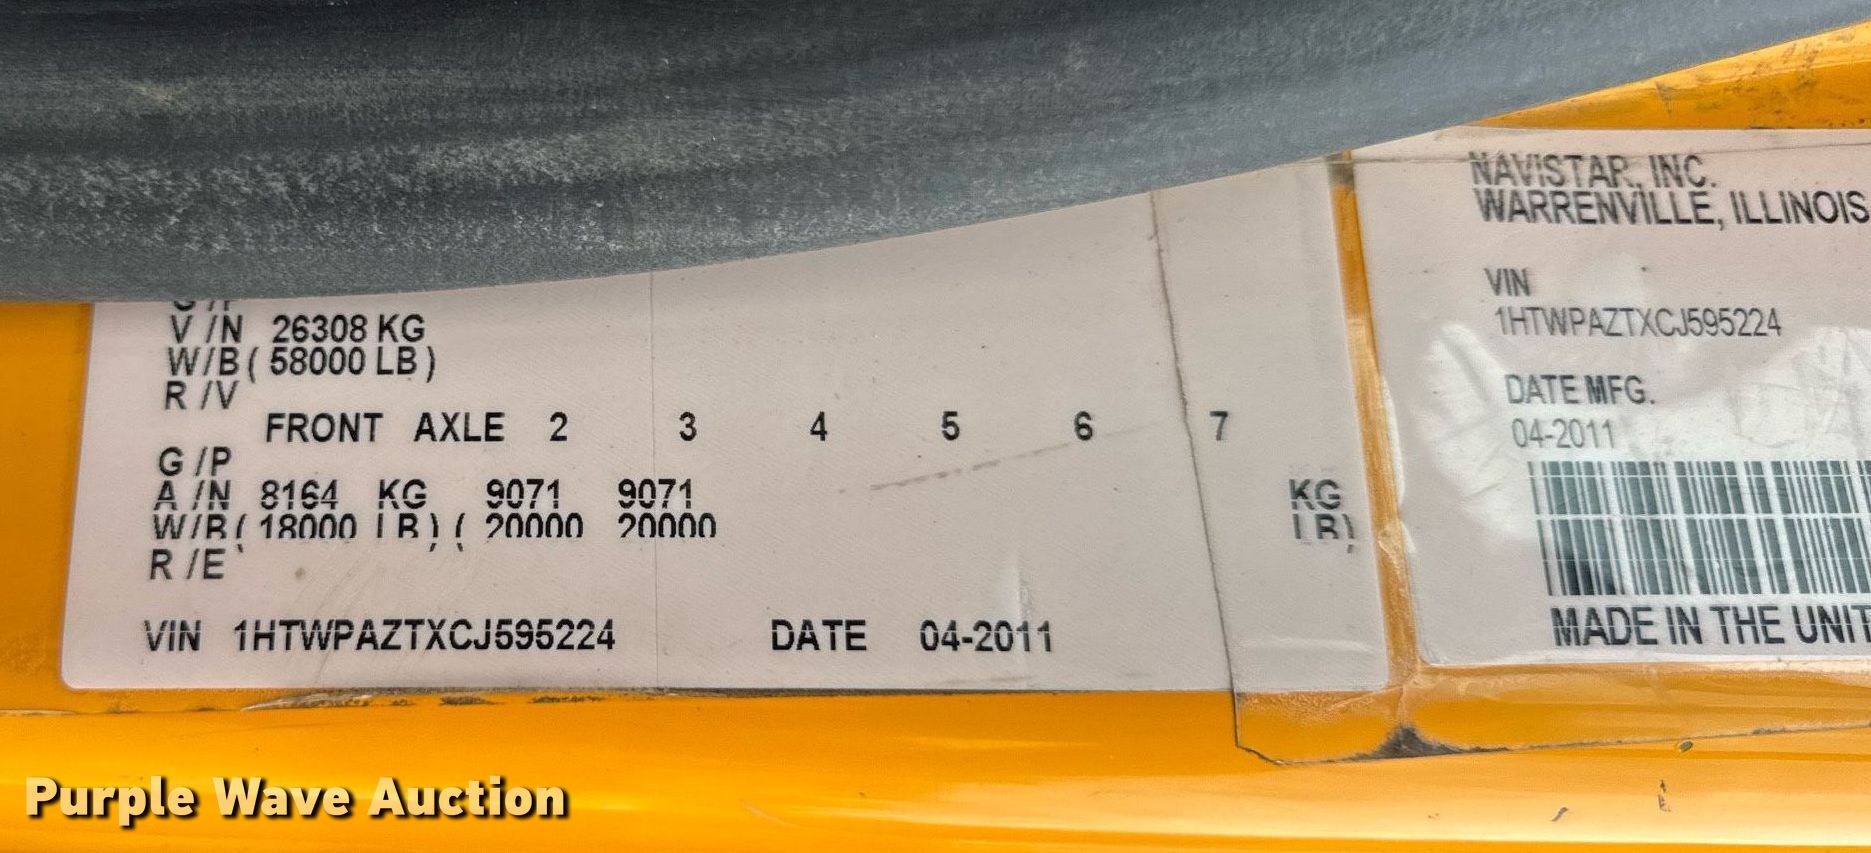 G/P
V/N 26308 KG
W/B ( 58000 LB )
R/V
FRONT AXLE 2 3 4 5 6 7
G/P
A/N 8164 KG 9071 9071 KG
W/B ( 18000 LB ) ( 20000 20000 LB)
R/E
VIN 1HTWPAZTXCJ595224 DATE 04-2011
NAVISTAR, INC.
WARRENVILLE, ILLINOIS
VIN
1HTWPAZTXCJ595224
DATE MFG.
04-2011
MADE IN THE UNIT
Purple Wave Auction